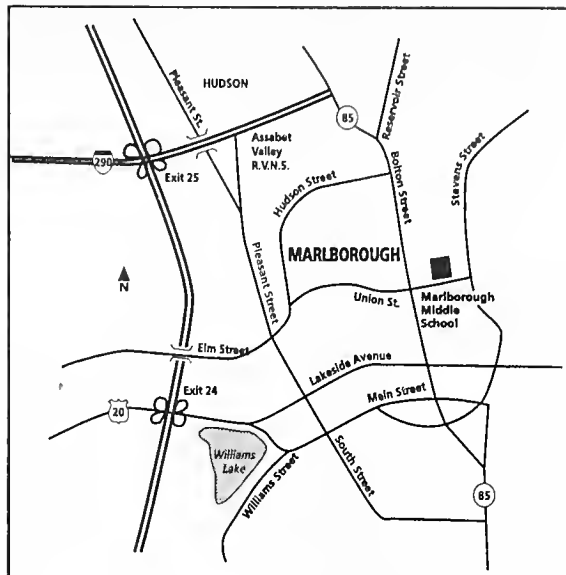 Pleasant St.
HUDSON
85
Reservoir Street
290
Exit 25
Assabet
Valley
R.V.N.S.
Hudson Street
Bolton Street
Stevens Street
N
MARLBOROUGH
Pleasant Street
Union St.
Marlborough
Middle
School
Elm Street
Lakeside Avenue
Exit 24
Main Street
20
Williams
Lake
Williams Street
South Street
85